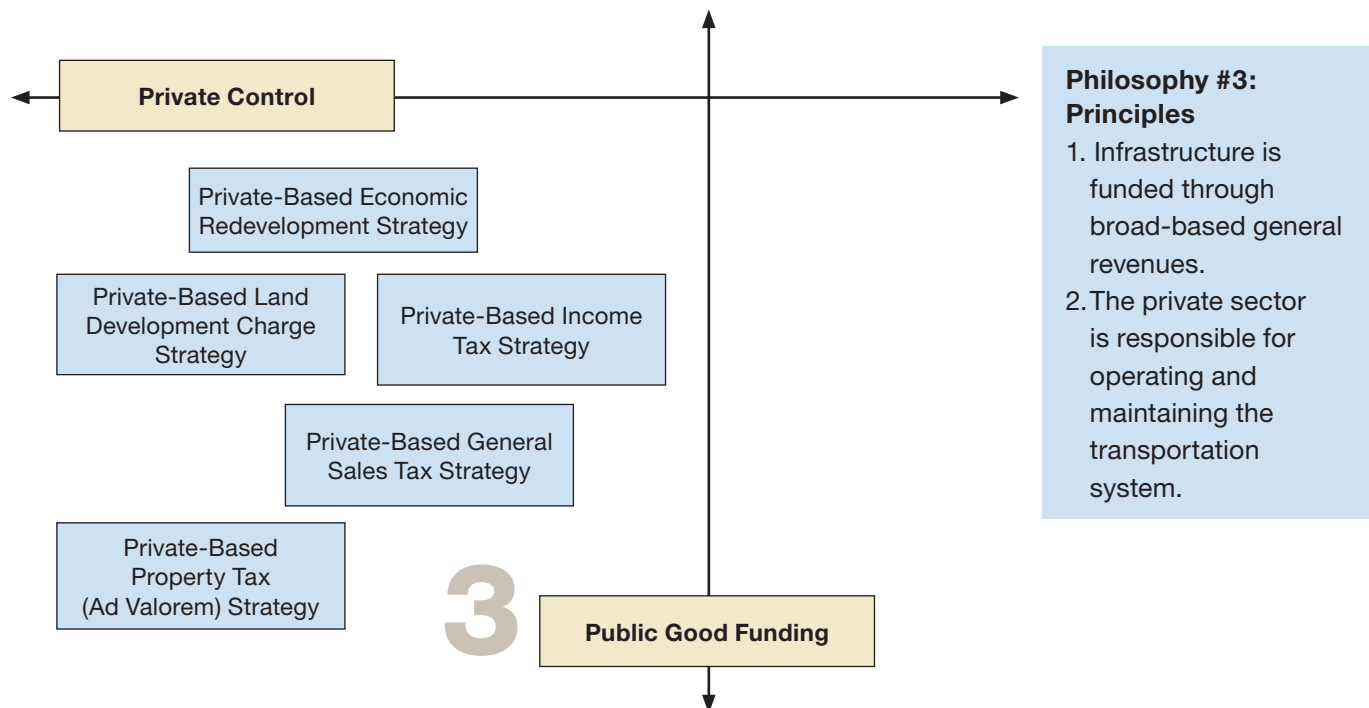 Private Control
Private-Based Economic
Redevelopment Strategy
Private-Based Land
Development Charge
Strategy
Private-Based Income
Tax Strategy
Private-Based General
Sales Tax Strategy
Private-Based
Property Tax
(Ad Valorem) Strategy
3
Public Good Funding
Philosophy #3:
Principles
1. Infrastructure is
funded through
broad-based general
revenues.
2. The private sector
is responsible for
operating and
maintaining the
transportation
system.